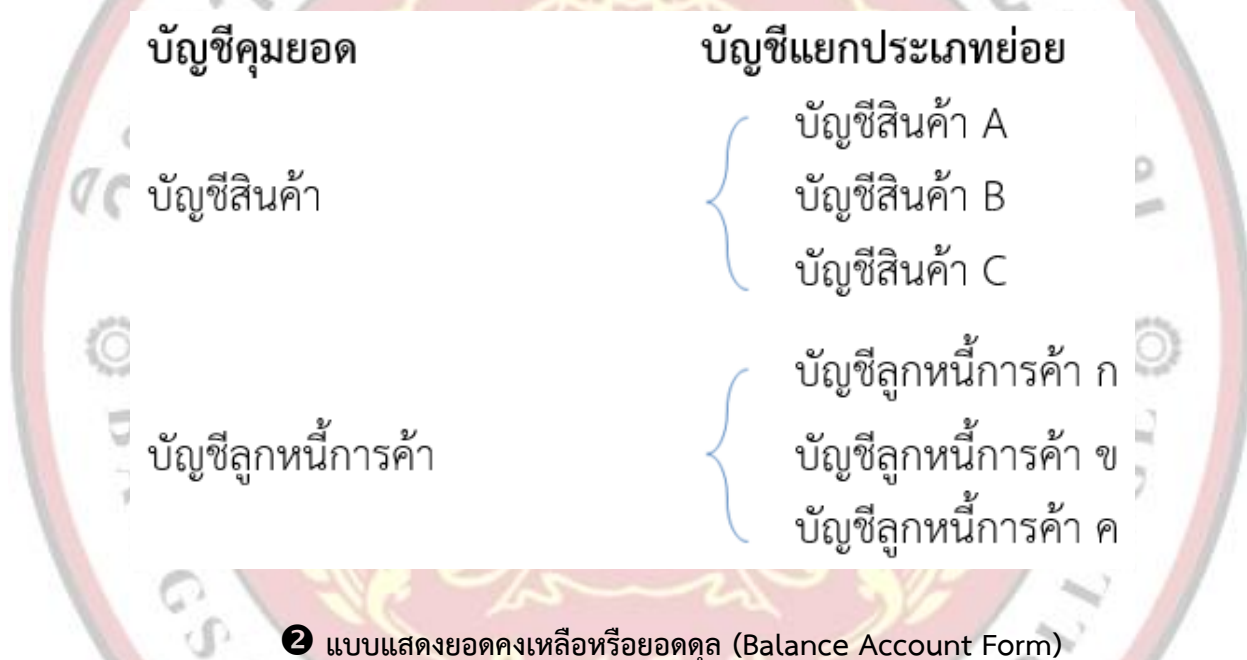 บัญชีคุมยอด บัญชีแยกประเภทย่อย
บัญชีสินค้า A
บัญชีสินค้า บัญชีสินค้า B
บัญชีสินค้า C
บัญชีลูกหนี้การค้า ก
บัญชีลูกหนี้การค้า บัญชีลูกหนี้การค้า ข
บัญชีลูกหนี้การค้า ค
❷ แบบแสดงยอดคงเหลือหรือยอดดุล (Balance Account Form)